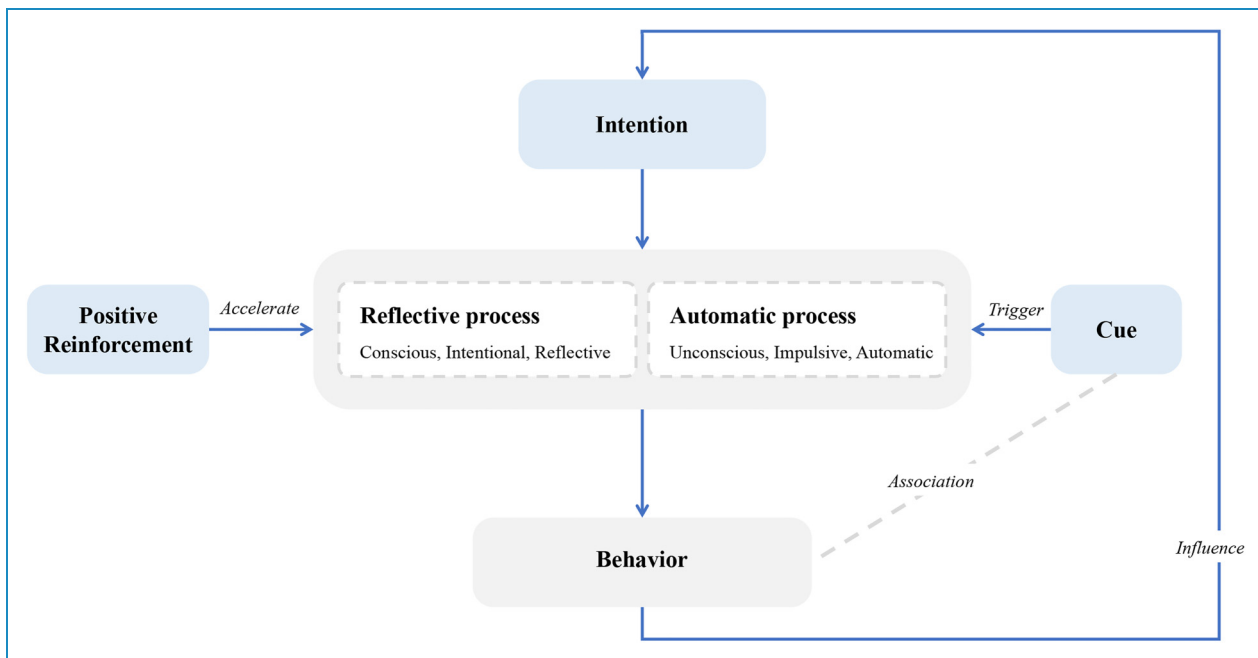 Intention
Positive
Reinforcement
Accelerate
Reflective process
Conscious, Intentional, Reflective
Automatic process
Unconscious, Impulsive, Automatic
Trigger
Cue
Association
Behavior
Influence